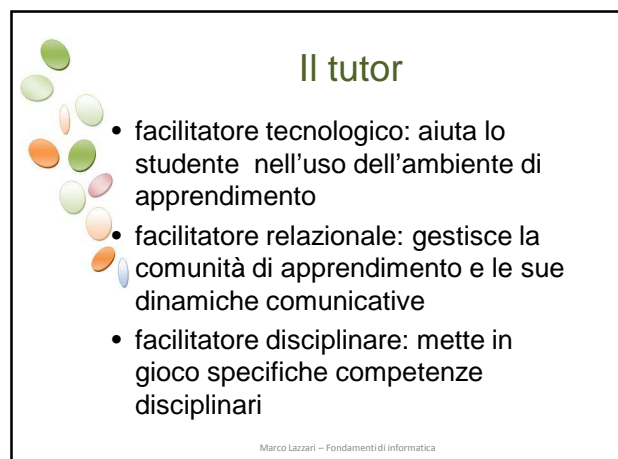 Il tutor
• facilitatore tecnologico: aiuta lo
studente  nell'uso dell'ambiente di
apprendimento
• facilitatore relazionale: gestisce la
comunità di apprendimento e le sue
dinamiche comunicative
• facilitatore disciplinare: mette in
gioco specifiche competenze
disciplinari
Marco Lazzari – Fondamenti di informatica